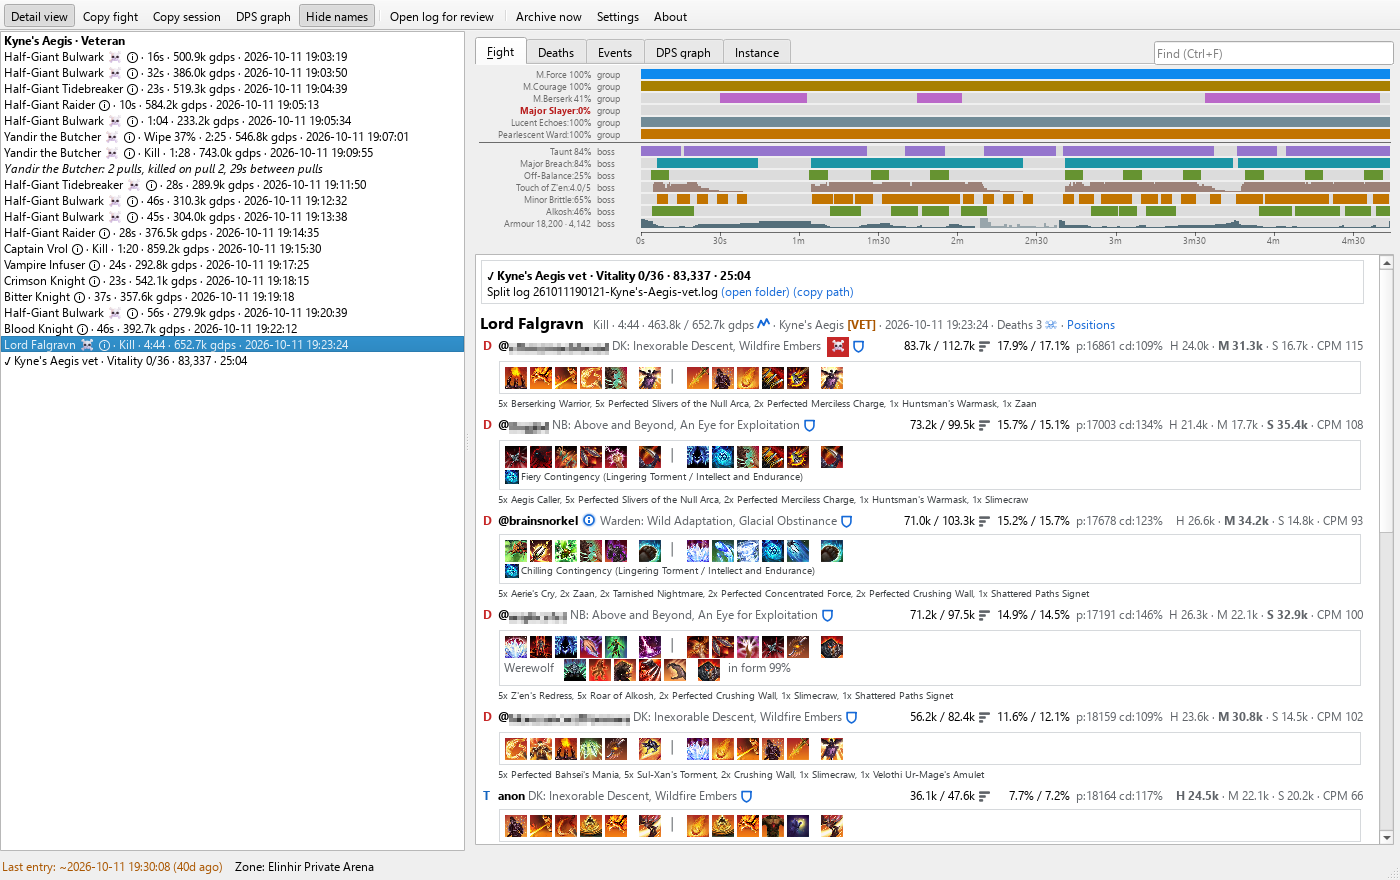 Detail view Copy fight Copy session DPS graph Hide names Open log for review Archive now Settings About
Kyne's Aegis · Veteran
Half-Giant Bulwark · 16s · 500.9k gdps · 2026-10-11 19:03:19
Half-Giant Bulwark · 32s · 386.0k gdps · 2026-10-11 19:03:50
Half-Giant Tidebreaker · 23s · 519.3k gdps · 2026-10-11 19:04:39
Half-Giant Raider · 10s · 584.2k gdps · 2026-10-11 19:05:13
Half-Giant Bulwark · 1:04 · 233.2k gdps · 2026-10-11 19:05:34
Yandir the Butcher · Wipe 37% · 2:25 · 546.8k gdps · 2026-10-11 19:07:01
Yandir the Butcher · Kill · 1:28 · 743.0k gdps · 2026-10-11 19:09:55
Yandir the Butcher: 2 pulls, killed on pull 2, 29s between pulls
Half-Giant Tidebreaker · 28s · 289.9k gdps · 2026-10-11 19:11:50
Half-Giant Bulwark · 46s · 310.3k gdps · 2026-10-11 19:12:32
Half-Giant Bulwark · 45s · 304.0k gdps · 2026-10-11 19:13:38
Half-Giant Raider · 28s · 376.5k gdps · 2026-10-11 19:14:35
Captain Vrol · Kill · 1:20 · 859.2k gdps · 2026-10-11 19:15:30
Vampire Infuser · 24s · 292.8k gdps · 2026-10-11 19:17:25
Crimson Knight · 23s · 542.1k gdps · 2026-10-11 19:18:15
Bitter Knight · 37s · 357.6k gdps · 2026-10-11 19:19:18
Half-Giant Bulwark · 56s · 279.9k gdps · 2026-10-11 19:20:39
Blood Knight · 46s · 392.7k gdps · 2026-10-11 19:22:12
Lord Falgravn · Kill · 4:44 · 652.7k gdps · 2026-10-11 19:23:24
✓ Kyne's Aegis vet · Vitality 0/36 · 83,337 · 25:04
Fight Deaths Events DPS graph Instance
Find (Ctrl+F)
M.Force 100% group
M.Courage 100% group
M.Berserk 41% group
Major Slayer:0% group
Lucent Echoes:100% group
Pearlescent Ward:100% group
Taunt 84% boss
Major Breach:84% boss
Off-Balance:25% boss
Touch of Z'en:4.0/5 boss
Minor Brittle:65% boss
Alkosh:46% boss
Armour 18,200 - 4,142 boss
0s 30s 1m 1m30 2m 2m30 3m 3m30 4m 4m30
✓ Kyne's Aegis vet · Vitality 0/36 · 83,337 · 25:04
Split log 261011190121-Kyne's-Aegis-vet.log (open folder) (copy path)
Lord Falgravn Kill · 4:44 · 463.8k / 652.7k gdps · Kyne's Aegis [VET] · 2026-10-11 19:23:24 · Deaths 3 · Positions
D @ DK: Inexorable Descent, Wildfire Embers 83.7k / 112.7k 17.9% / 17.1% p:16861 cd:109% H 24.0k · M 31.3k · S 16.7k · CPM 115
5x Berserking Warrior, 5x Perfected Slivers of the Null Arca, 2x Perfected Merciless Charge, 1x Huntsman's Warmask, 1x Zaan
D @ NB: Above and Beyond, An Eye for Exploitation 73.2k / 99.5k 15.7% / 15.1% p:17003 cd:134% H 21.4k · M 17.7k · S 35.4k · CPM 108
Fiery Contingency (Lingering Torment / Intellect and Endurance)
5x Aegis Caller, 5x Perfected Slivers of the Null Arca, 2x Perfected Merciless Charge, 1x Huntsman's Warmask, 1x Slimecraw
D @brainsnorkel Warden: Wild Adaptation, Glacial Obstinance 71.0k / 103.3k 15.2% / 15.7% p:17678 cd:123% H 26.6k · M 34.2k · S 14.8k · CPM 93
Chilling Contingency (Lingering Torment / Intellect and Endurance)
5x Aerie's Cry, 2x Zaan, 2x Tarnished Nightmare, 2x Perfected Concentrated Force, 2x Perfected Crushing Wall, 1x Shattered Paths Signet
D @ NB: Above and Beyond, An Eye for Exploitation 71.2k / 97.5k 14.9% / 14.5% p:17191 cd:146% H 26.3k · M 22.1k · S 32.9k · CPM 100
Werewolf in form 99%
5x Z'en's Redress, 5x Roar of Alkosh, 2x Perfected Crushing Wall, 1x Slimecraw, 1x Shattered Paths Signet
D @ DK: Inexorable Descent, Wildfire Embers 56.2k / 82.4k 11.6% / 12.1% p:18159 cd:109% H 23.6k · M 30.8k · S 14.5k · CPM 102
5x Perfected Bahsei's Mania, 5x Sul-Xan's Torment, 2x Crushing Wall, 1x Slimecraw, 1x Velothi Ur-Mage's Amulet
T anon DK: Inexorable Descent, Wildfire Embers 36.1k / 47.6k 7.7% / 7.2% p:18164 cd:117% H 24.5k · M 22.1k · S 20.2k · CPM 66
Last entry: ~2026-10-11 19:30:08 (40d ago) Zone: Elinhir Private Arena